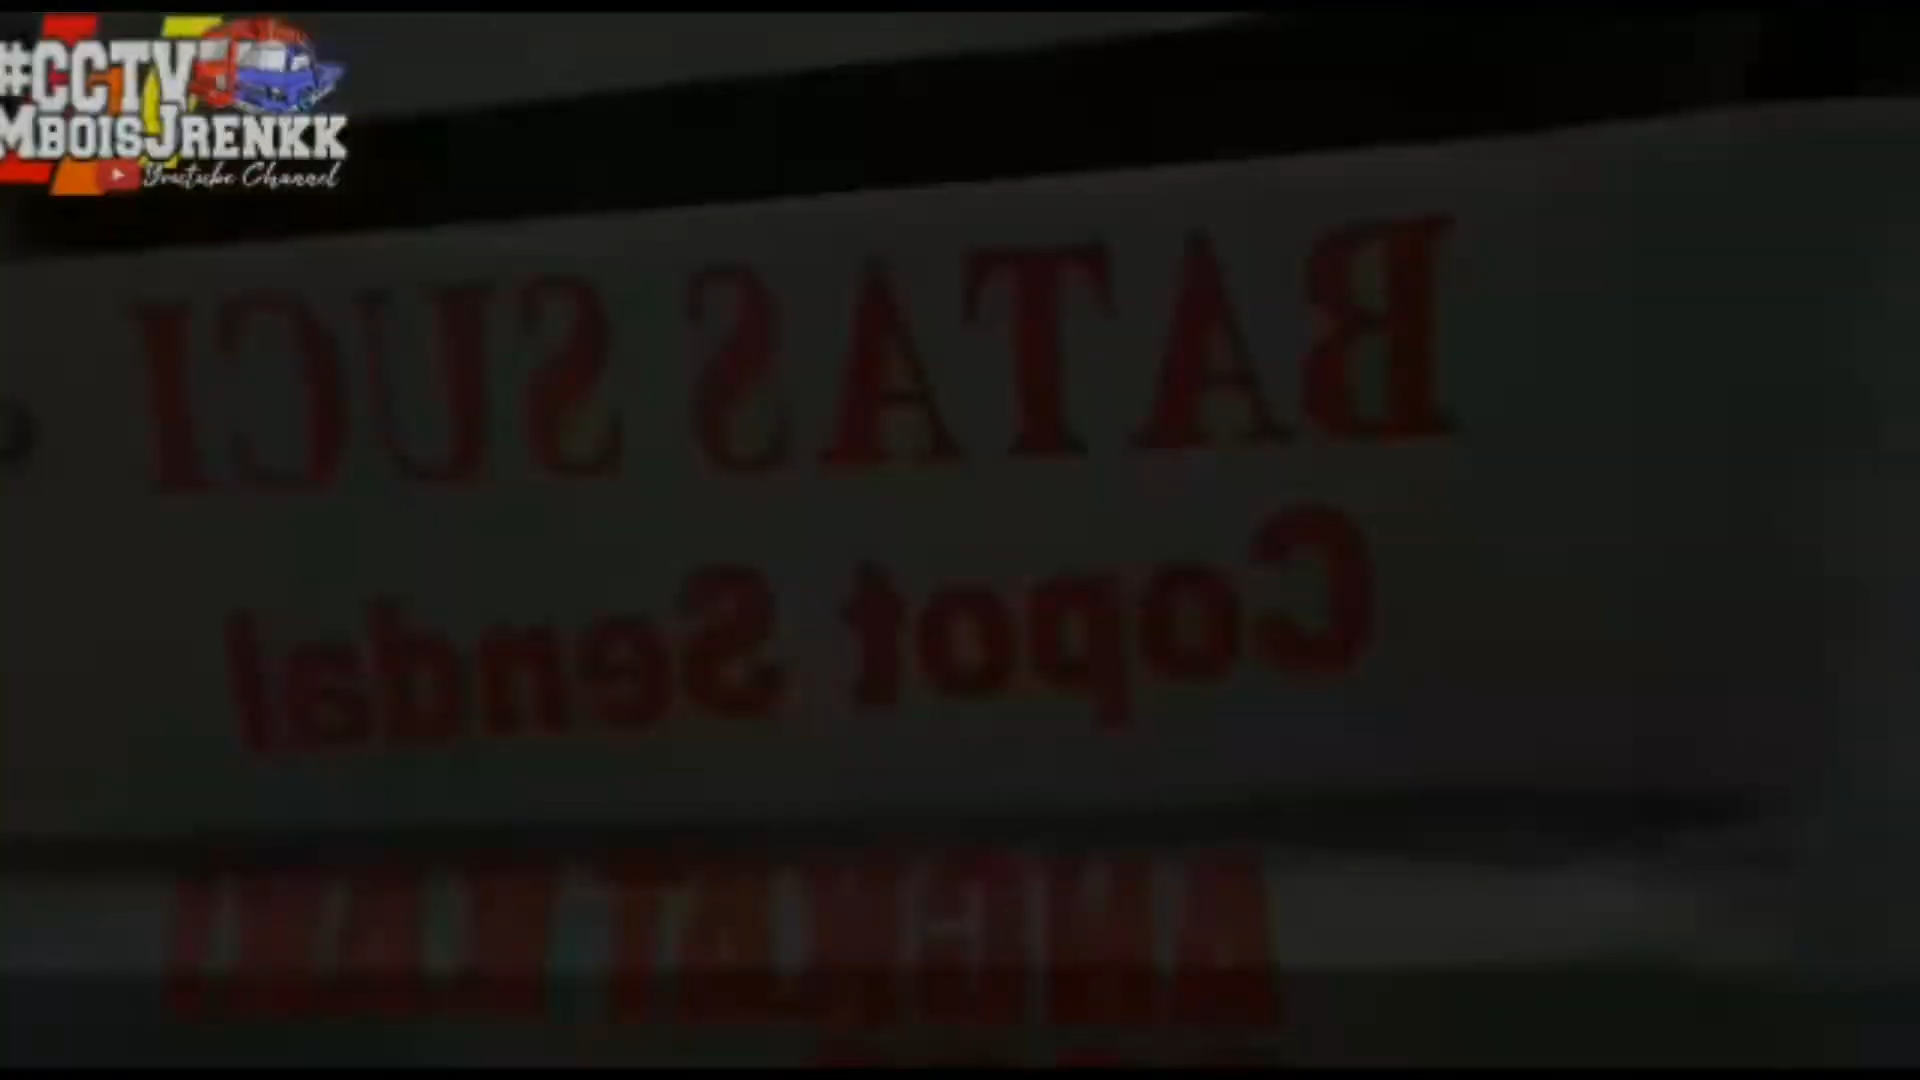 #CCTV
MBOISJRENKK
Youtube Channel
BATAS SUCI
Copot Sendal